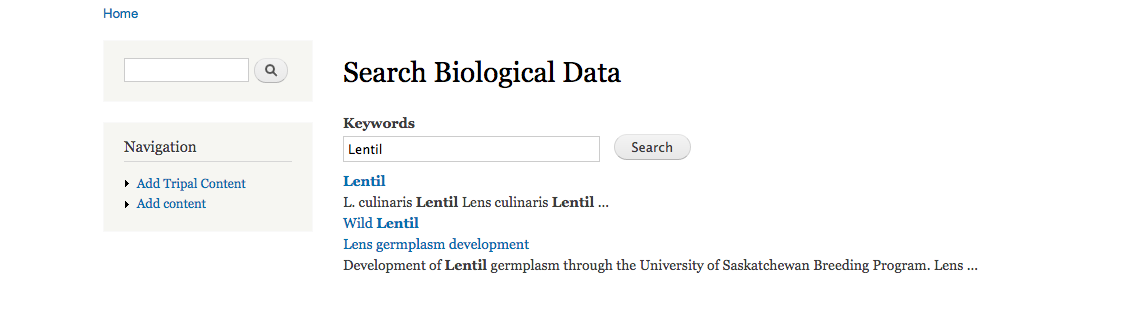 Home
Navigation
Add Tripal Content
Add content
Search Biological Data
Keywords
Lentil
Search
Lentil
L. culinaris Lentil Lens culinaris Lentil ...
Wild Lentil
Lens germplasm development
Development of Lentil germplasm through the University of Saskatchewan Breeding Program. Lens ...